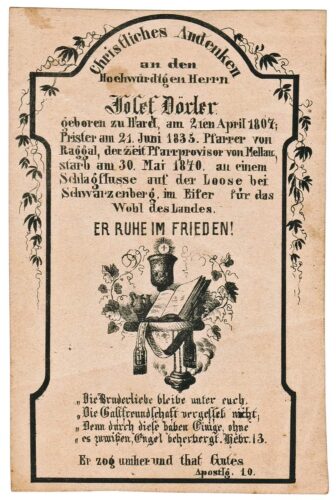 Christliches Andenken
an den
Hochwürdigen Herrn
Josef Dörler
geboren zu Hard, am 2ten April 1807;
Prister am 21. Juni 1835. Pfarrer von
Raggal, der zeit Pfarrprovisor von Mellau,
starb am 30. Mai 1870. an einem
Schlagflusse auf der Loose bei
Schwarzenberg, im Eifer für das
Wohl des Landes.
ER RUHE IM FRIEDEN!
„Die Bruderliebe bleibe unter euch.
„Die Gastfreundschaft vergesset nicht;
„Denn durch diese haben Einige, ohne
„es zu wißen, Engel beherbergt. Hebr. 13.
Er zog umher und that Gutes
Apostlg. 10.